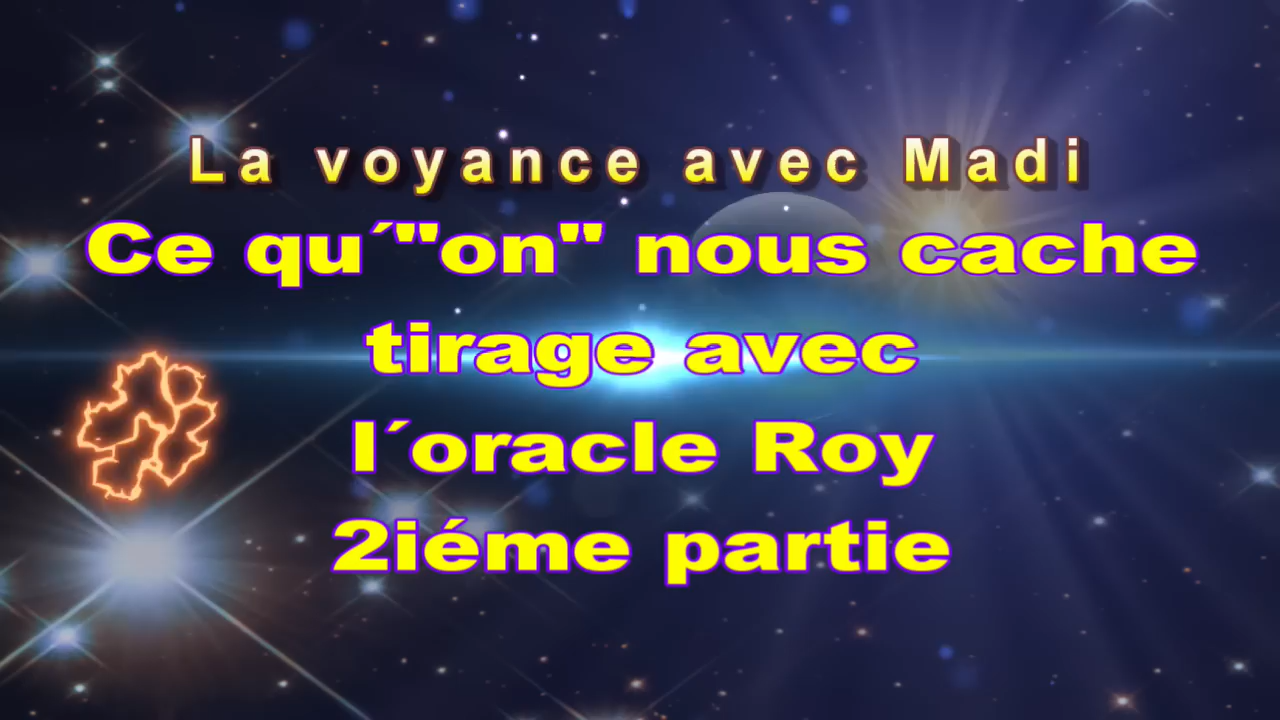 La voyance avec Madi
Ce qu´"on" nous cache
tirage avec
l´oracle Roy
2iéme partie